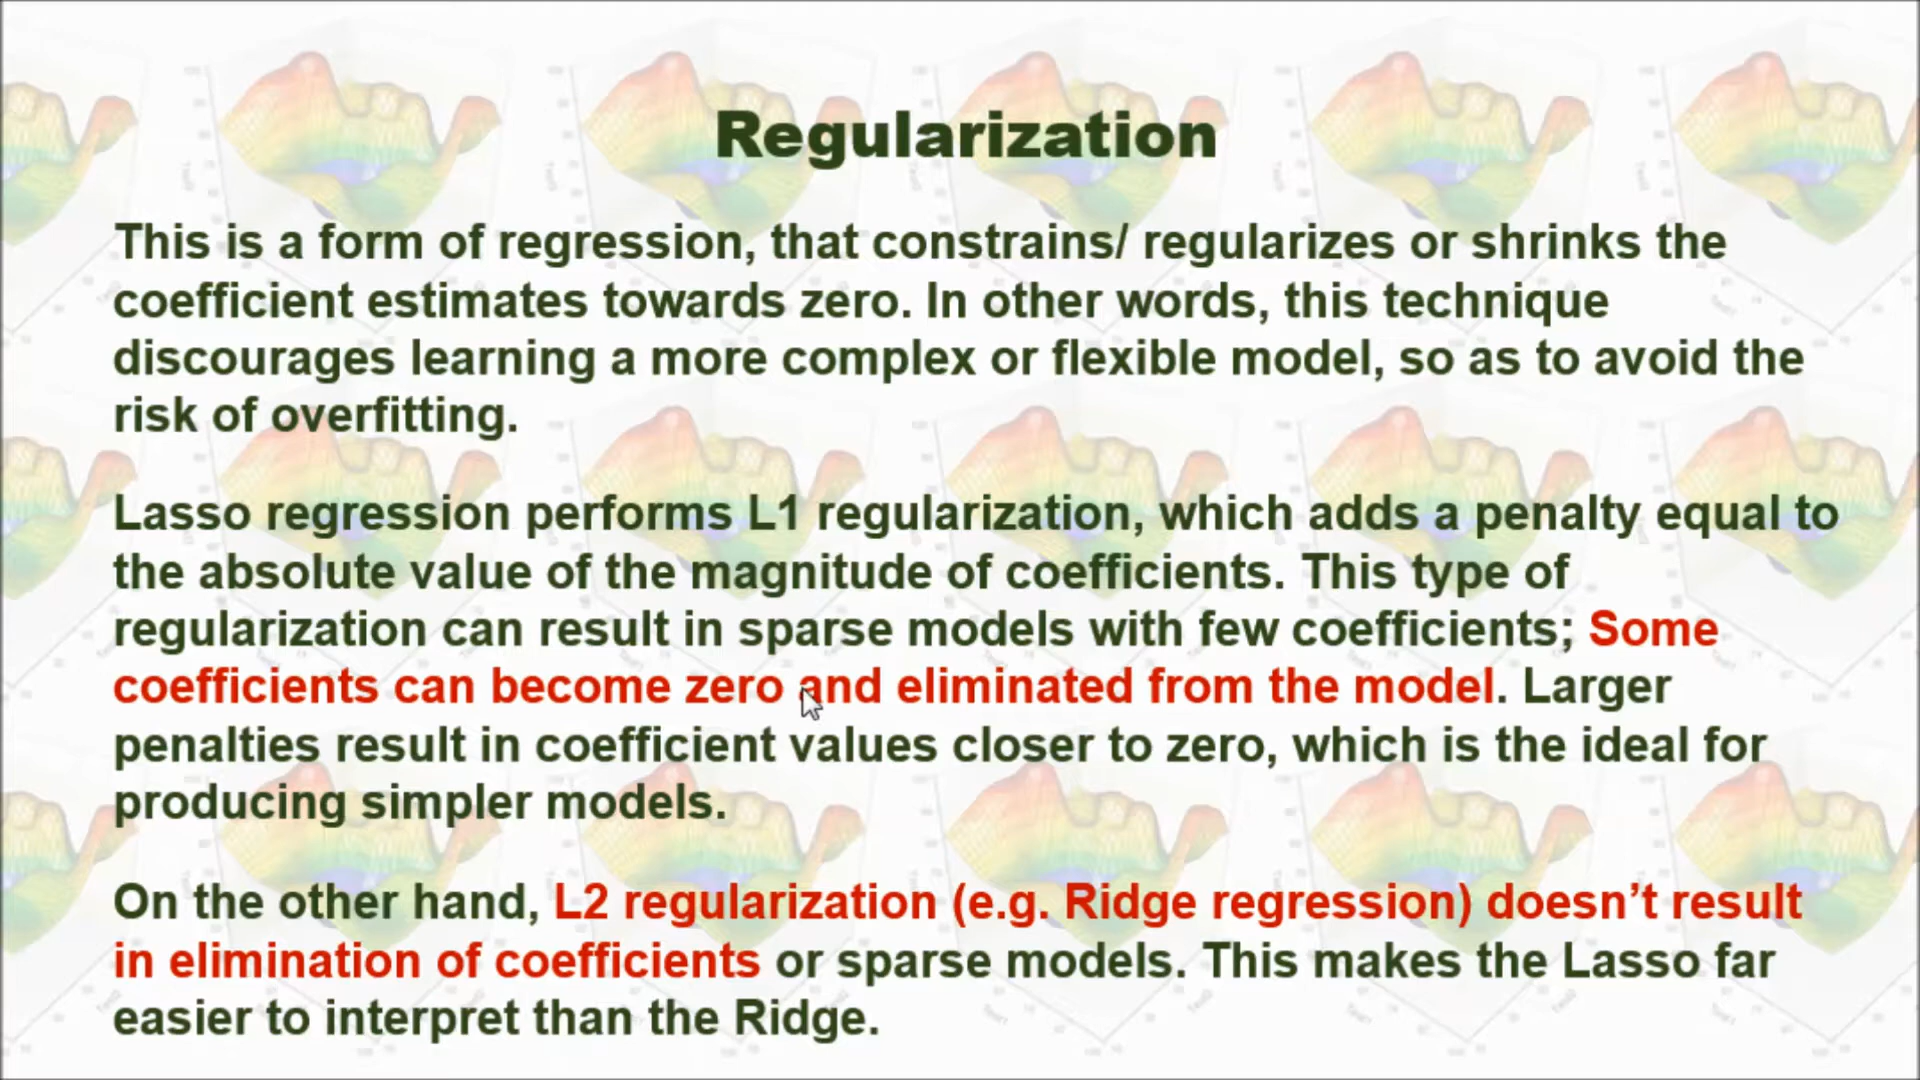 Regularization
This is a form of regression, that constrains/ regularizes or shrinks the
coefficient estimates towards zero. In other words, this technique
discourages learning a more complex or flexible model, so as to avoid the
risk of overfitting.
Lasso regression performs L1 regularization, which adds a penalty equal to
the absolute value of the magnitude of coefficients. This type of
regularization can result in sparse models with few coefficients; Some
coefficients can become zero and eliminated from the model. Larger
penalties result in coefficient values closer to zero, which is the ideal for
producing simpler models.
On the other hand, L2 regularization (e.g. Ridge regression) doesn’t result
in elimination of coefficients or sparse models. This makes the Lasso far
easier to interpret than the Ridge.